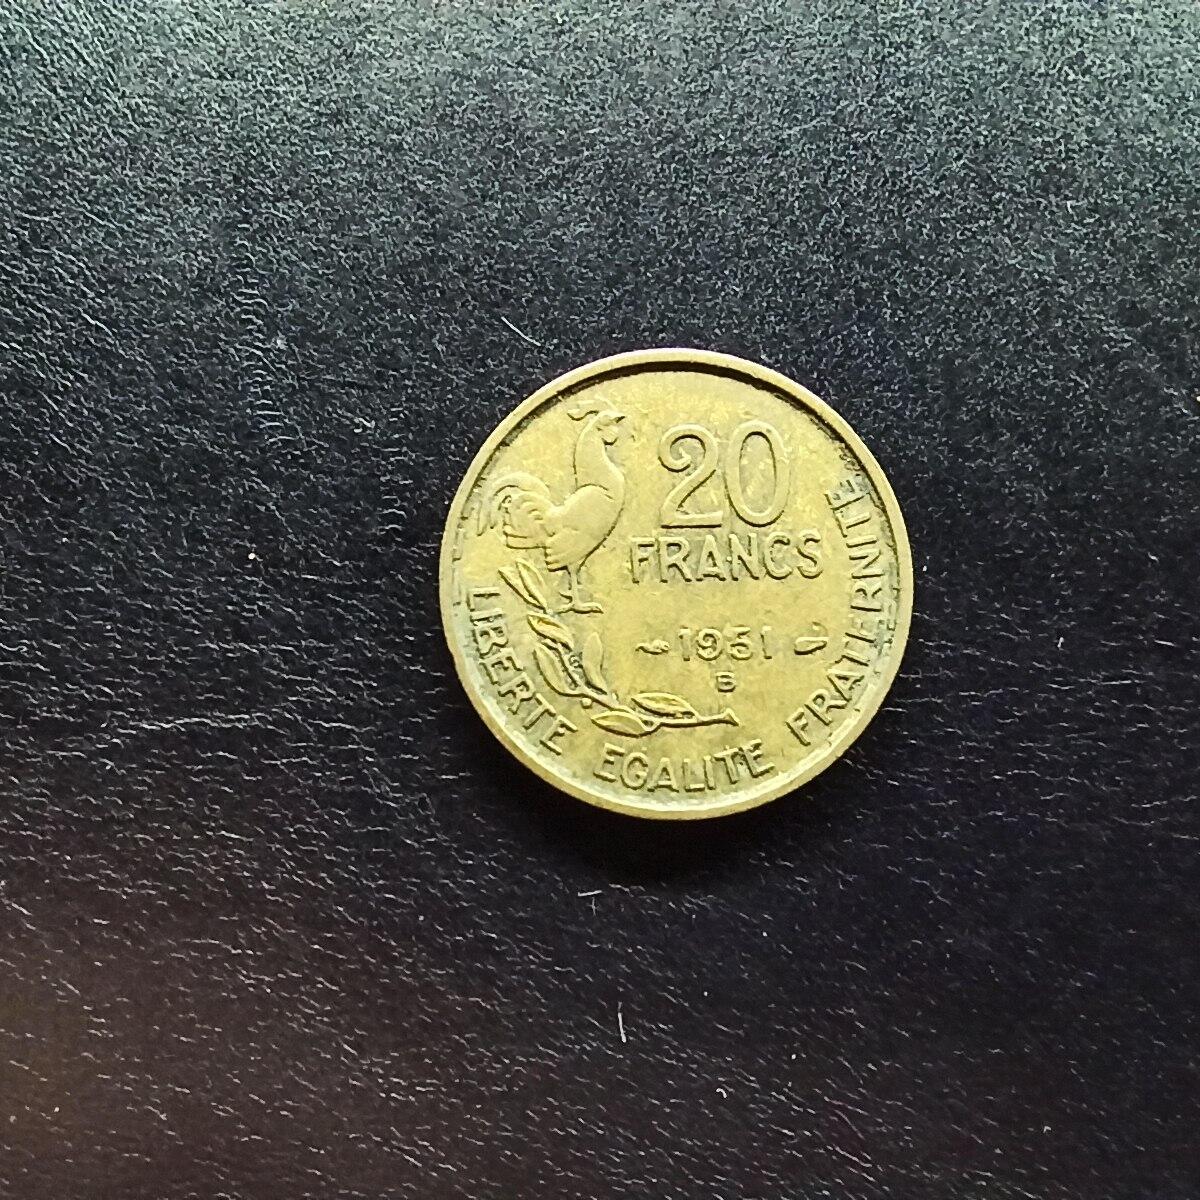 20
FRANCS
1951
B
LIBERTE EGALITE FRATERNITE